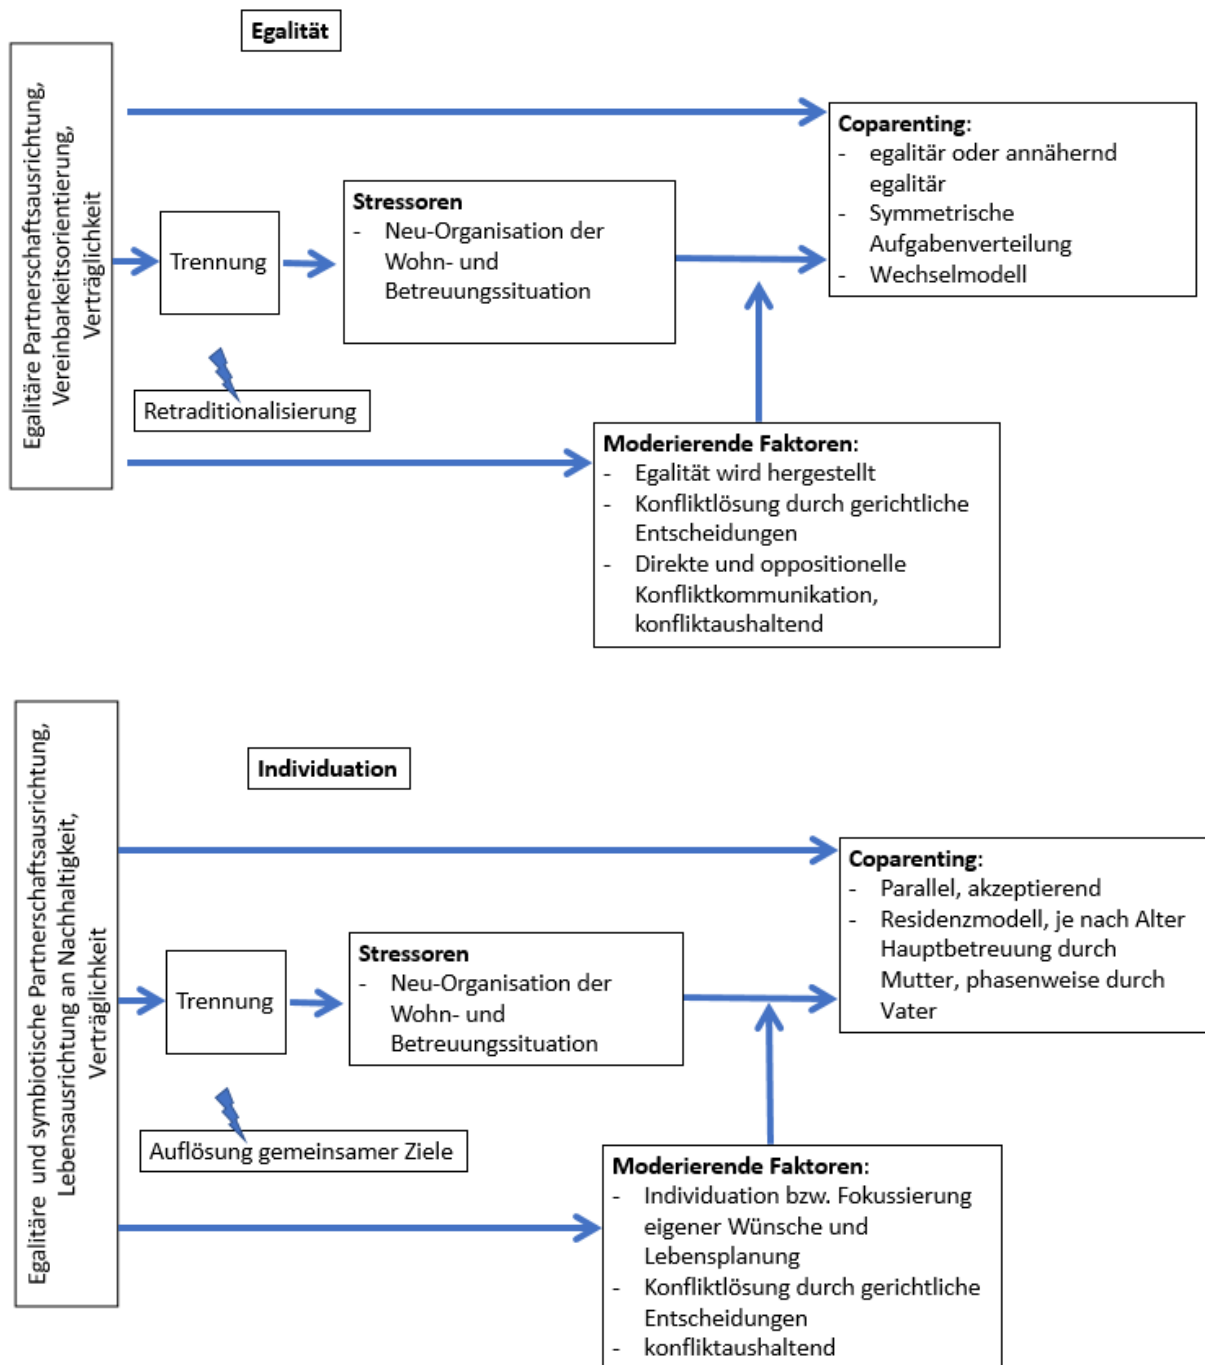 Egalität
Egalitäre Partnerschaftsausrichtung,
Vereinbarkeitsorientierung,
Verträglichkeit
Trennung
Stressoren
- Neu-Organisation der
Wohn- und
Betreuungssituation
Coparenting:
- egalitär oder annähernd
egalitär
- Symmetrische
Aufgabenverteilung
- Wechselmodell
Retraditionalisierung
Moderierende Faktoren:
- Egalität wird hergestellt
- Konfliktlösung durch gerichtliche
Entscheidungen
- Direkte und oppositionelle
Konfliktkommunikation,
konfliktaushaltend
Individuation
Egalitäre und symbiotische Partnerschaftsausrichtung,
Lebensausrichtung an Nachhaltigkeit,
Verträglichkeit
Trennung
Stressoren
- Neu-Organisation der
Wohn- und
Betreuungssituation
Coparenting:
- Parallel, akzeptierend
- Residenzmodell, je nach Alter
Hauptbetreuung durch
Mutter, phasenweise durch
Vater
Auflösung gemeinsamer Ziele
Moderierende Faktoren:
- Individuation bzw. Fokussierung
eigener Wünsche und
Lebensplanung
- Konfliktlösung durch gerichtliche
Entscheidungen
- konfliktaushaltend